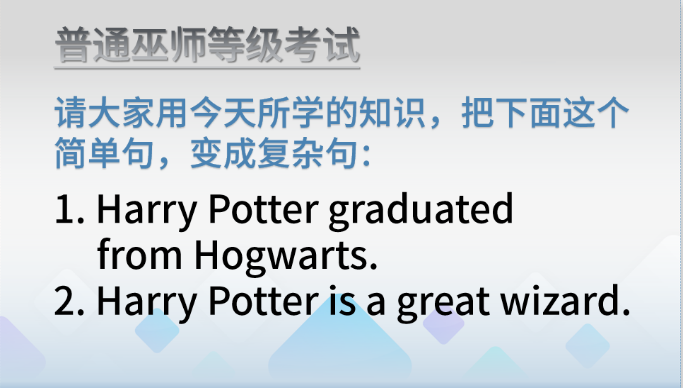 普通巫师等级考试
请大家用今天所学的知识，把下面这个
简单句，变成复杂句：
1. Harry Potter graduated
from Hogwarts.
2. Harry Potter is a great wizard.